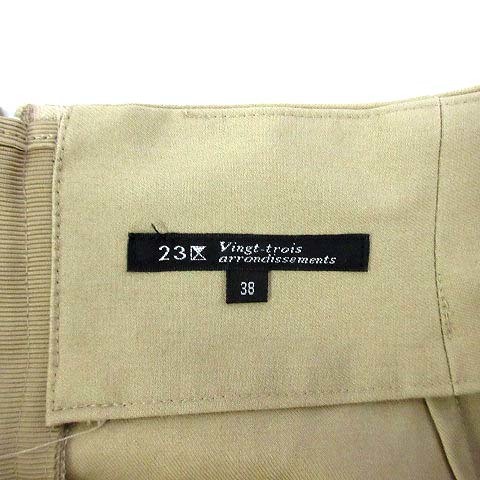 23区 Vingt-trois
arrondissements
38